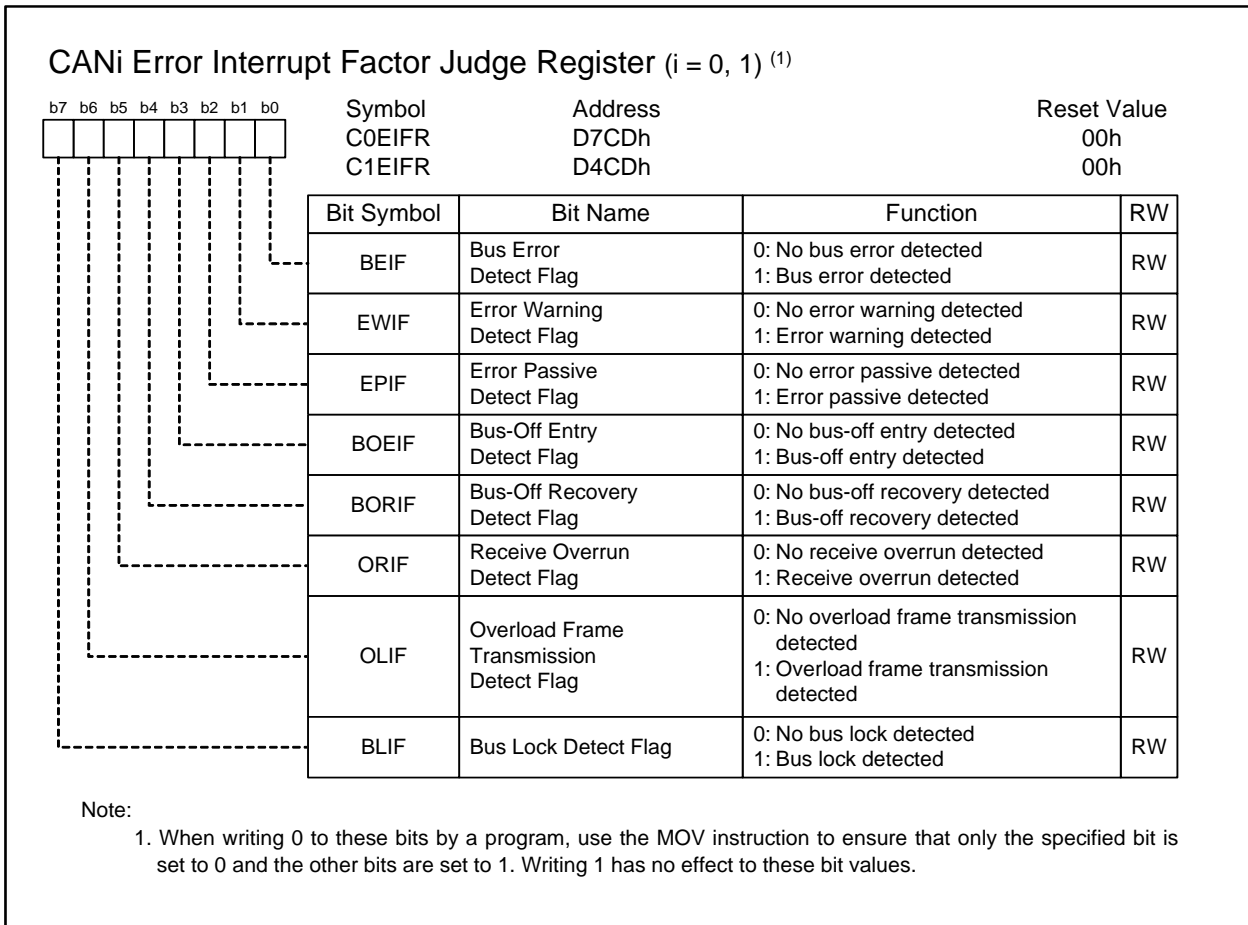 CANi Error Interrupt Factor Judge Register (i = 0, 1) (1)
b7 b6 b5 b4 b3 b2 b1 b0
Symbol Address Reset Value
C0EIFR D7CDh 00h
C1EIFR D4CDh 00h
Bit Symbol Bit Name Function RW
BEIF
Bus Error
Detect Flag
0: No bus error detected
1: Bus error detected
RW
EWIF
Error Warning
Detect Flag
0: No error warning detected
1: Error warning detected
RW
EPIF
Error Passive
Detect Flag
0: No error passive detected
1: Error passive detected
RW
BOEIF
Bus-Off Entry
Detect Flag
0: No bus-off entry detected
1: Bus-off entry detected
RW
BORIF
Bus-Off Recovery
Detect Flag
0: No bus-off recovery detected
1: Bus-off recovery detected
RW
ORIF
Receive Overrun
Detect Flag
0: No receive overrun detected
1: Receive overrun detected
RW
OLIF
Overload Frame
Transmission
Detect Flag
0: No overload frame transmission
detected
1: Overload frame transmission
detected
RW
BLIF
Bus Lock Detect Flag
0: No bus lock detected
1: Bus lock detected
RW
Note:
1. When writing 0 to these bits by a program, use the MOV instruction to ensure that only the specified bit is
set to 0 and the other bits are set to 1. Writing 1 has no effect to these bit values.